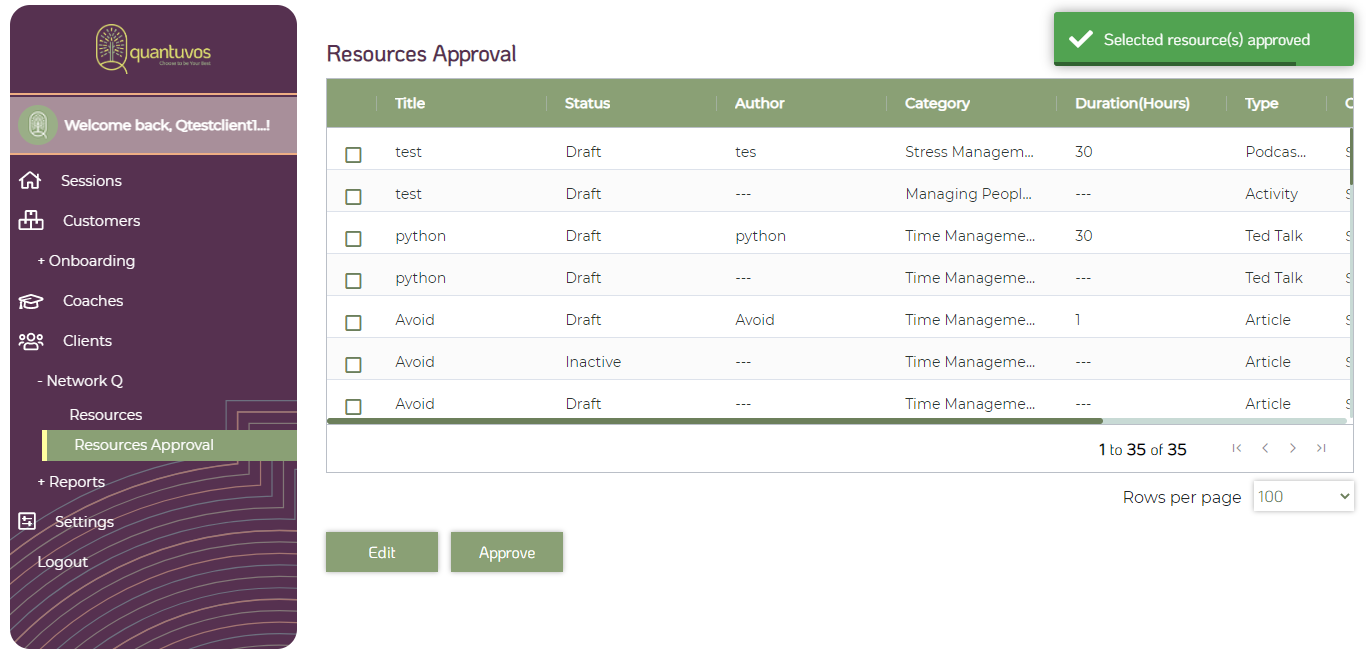 quantuvos
Choose to be Your Best
Welcome back, Qtestclient1...!
Sessions
Customers
+ Onboarding
Coaches
Clients
- Network Q
Resources
Resources Approval
+ Reports
Settings
Logout
Resources Approval
Selected resource(s) approved
Title Status Author Category Duration(Hours) Type
test Draft tes Stress Managem... 30 Podcas...
test Draft --- Managing Peopl... --- Activity
python Draft python Time Manageme... 30 Ted Talk
python Draft --- Time Manageme... --- Ted Talk
Avoid Draft Avoid Time Manageme... 1 Article
Avoid Inactive --- Time Manageme... --- Article
Avoid Draft --- Time Manageme... --- Article
1 to 35 of 35
Rows per page 100
Edit Approve